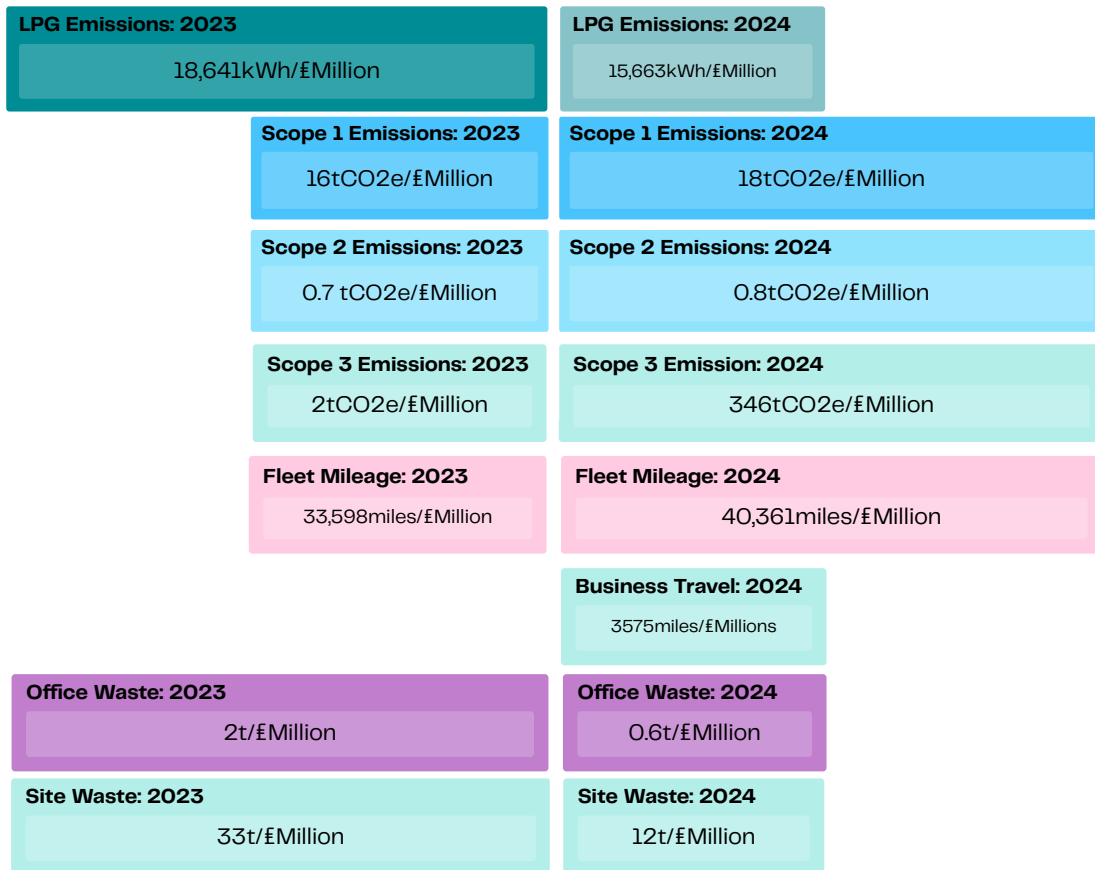 LPG Emissions: 2023
18,641kWh/£Million
LPG Emissions: 2024
15,663kWh/£Million
Scope 1 Emissions: 2023
16tCO2e/£Million
Scope 1 Emissions: 2024
18tCO2e/£Million
Scope 2 Emissions: 2023
0.7 tCO2e/£Million
Scope 2 Emissions: 2024
0.8tCO2e/£Million
Scope 3 Emissions: 2023
2tCO2e/£Million
Scope 3 Emission: 2024
346tCO2e/£Million
Fleet Mileage: 2023
33,598miles/£Million
Fleet Mileage: 2024
40,361miles/£Million
Business Travel: 2024
3575miles/£Millions
Office Waste: 2023
2t/£Million
Office Waste: 2024
0.6t/£Million
Site Waste: 2023
33t/£Million
Site Waste: 2024
12t/£Million